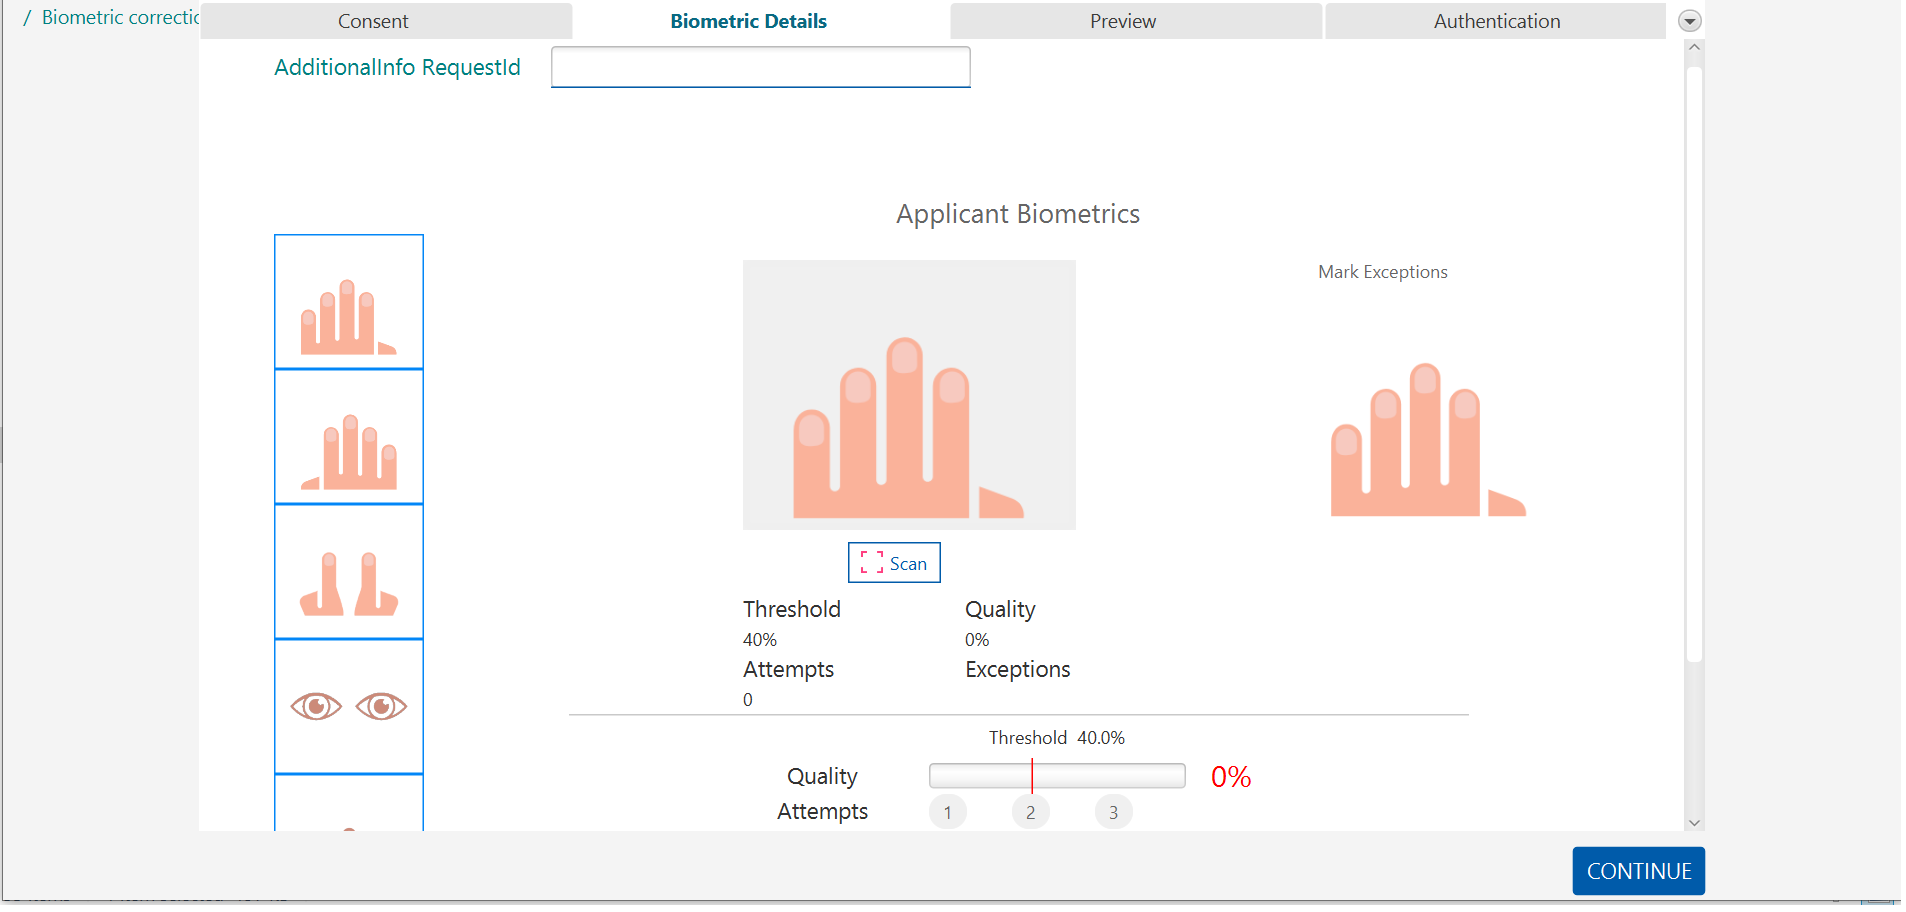 / Biometric correctic
Consent
Biometric Details
Preview
Authentication
AdditionalInfo RequestId
Applicant Biometrics
Mark Exceptions
Scan
Threshold
Quality
40%
0%
Attempts
Exceptions
0
Threshold 40.0%
Quality
0%
Attempts
1
2
3
CONTINUE